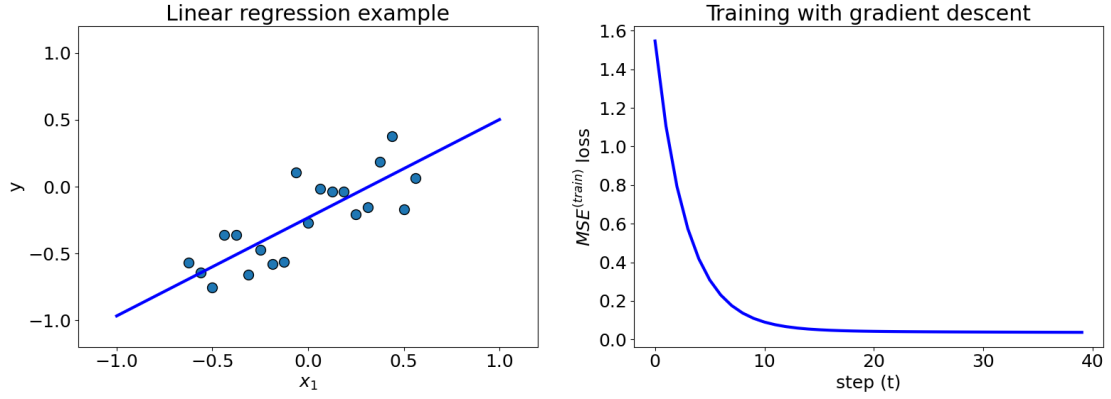 Linear regression example
1.0
0.5
0.0
−0.5
−1.0
y
−1.0 −0.5 0.0 0.5 1.0
x₁
Training with gradient descent
1.6
1.4
1.2
1.0
0.8
0.6
0.4
0.2
0.0
MSE⁽ᵗʳᵃⁱⁿ⁾ loss
0 10 20 30 40
step (t)